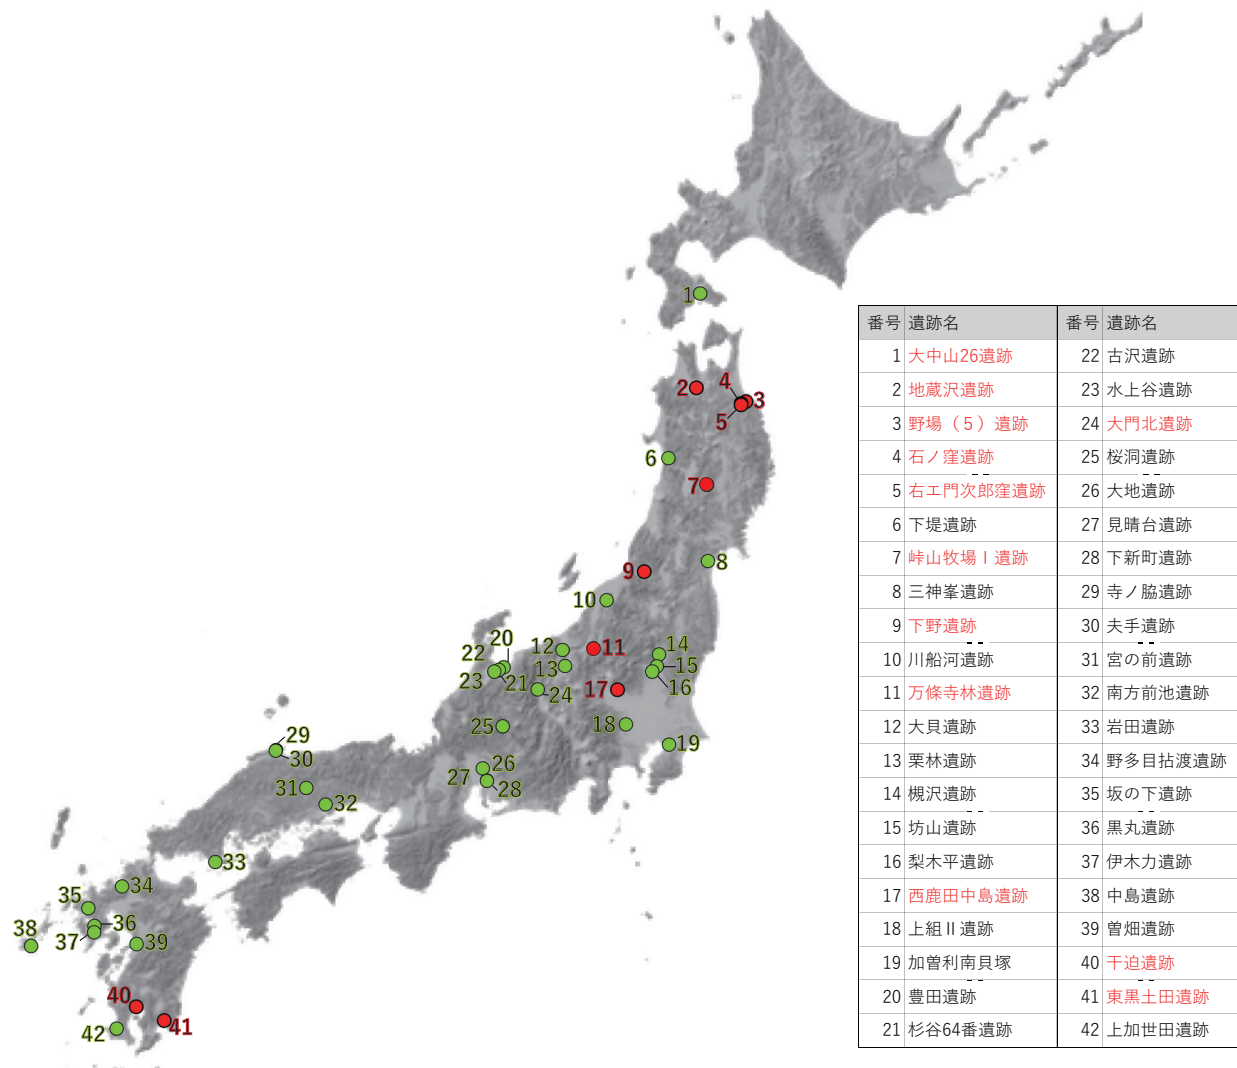 1
2
4
3
5
6
7
8
9
10
11
12
13
14
15
16
17
18
19
20
22
21
23
24
25
26
27
28
29
30
31
32
33
34
35
36
37
38
39
40
41
42
番号 遺跡名 番号 遺跡名
1 大中山26遺跡 22 古沢遺跡
2 地蔵沢遺跡 23 水上谷遺跡
3 野場（５）遺跡 24 大門北遺跡
4 石ノ窪遺跡 25 桜洞遺跡
5 右エ門次郎窪遺跡 26 大地遺跡
6 下堤遺跡 27 見晴台遺跡
7 峠山牧場Ⅰ遺跡 28 下新町遺跡
8 三神峯遺跡 29 寺ノ脇遺跡
9 下野遺跡 30 夫手遺跡
10 川船河遺跡 31 宮の前遺跡
11 万條寺林遺跡 32 南方前池遺跡
12 大貝遺跡 33 岩田遺跡
13 栗林遺跡 34 野多目拈渡遺跡
14 槻沢遺跡 35 坂の下遺跡
15 坊山遺跡 36 黒丸遺跡
16 梨木平遺跡 37 伊木力遺跡
17 西鹿田中島遺跡 38 中島遺跡
18 上組Ⅱ遺跡 39 曽畑遺跡
19 加曽利南貝塚 40 干迫遺跡
20 豊田遺跡 41 東黒土田遺跡
21 杉谷64番遺跡 42 上加世田遺跡